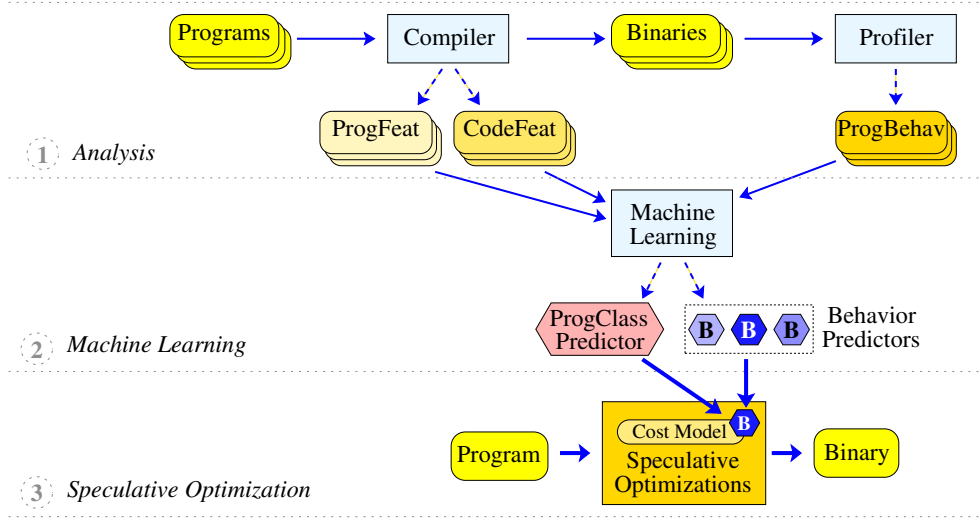 Programs
Compiler
Binaries
Profiler
ProgFeat
CodeFeat
ProgBehav
1 Analysis
Machine
Learning
ProgClass
Predictor
B
B
B
Behavior
Predictors
2 Machine Learning
B
Cost Model
Program
Speculative
Optimizations
Binary
3 Speculative Optimization